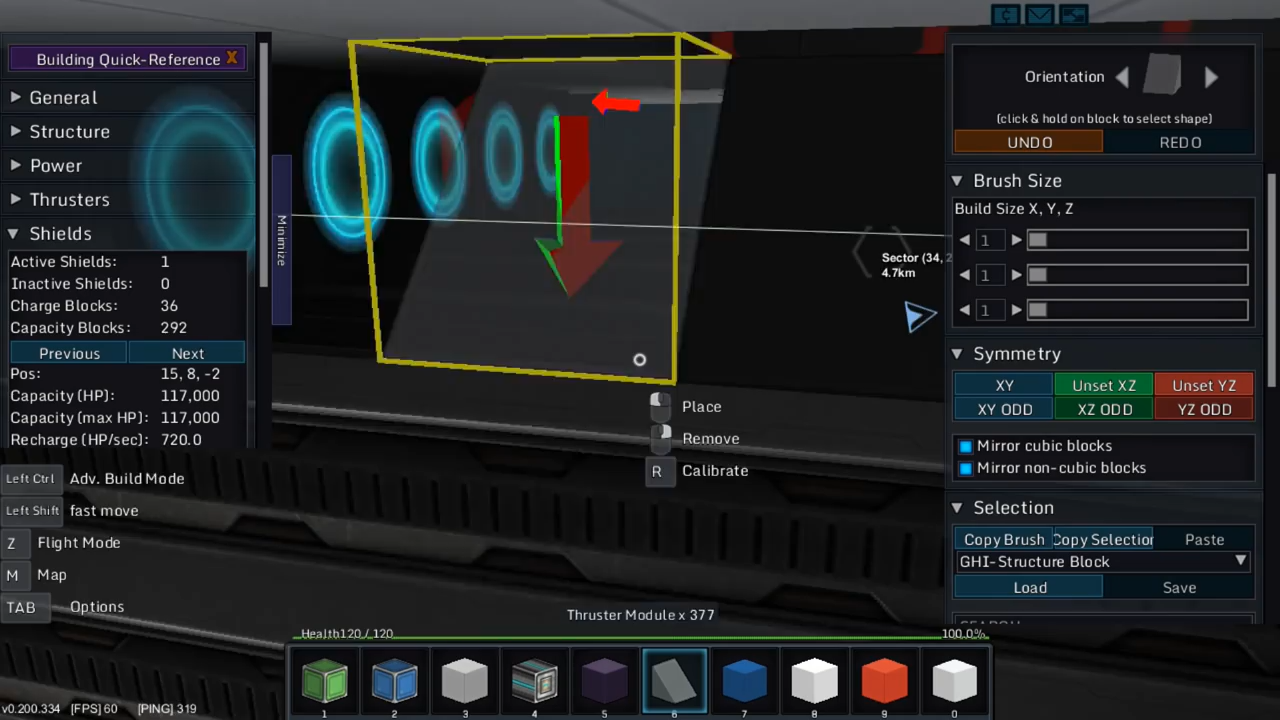 Building Quick-Reference X
General
Structure
Power
Thrusters
Shields
Active Shields: 1
Inactive Shields: 0
Charge Blocks: 36
Capacity Blocks: 292
Previous Next
Pos: 15, 8, -2
Capacity (HP): 117,000
Capacity (max HP): 117,000
Recharge (HP/sec): 720.0
Minimize
Left Ctrl Adv. Build Mode
Left Shift fast move
Z Flight Mode
M Map
TAB Options
v0.200.334 [FPS] 60 [PING] 319
Sector (34, 2
4.7km
Place
Remove
R Calibrate
Thruster Module x 377
Health120 / 120 100.0%
1 2 3 4 5 6 7 8 9 0
Orientation
(click & hold on block to select shape)
UNDO REDO
Brush Size
Build Size X, Y, Z
1
1
1
Symmetry
XY Unset XZ Unset YZ
XY ODD XZ ODD YZ ODD
Mirror cubic blocks
Mirror non-cubic blocks
Selection
Copy Brush Copy Selection Paste
GHI-Structure Block
Load Save